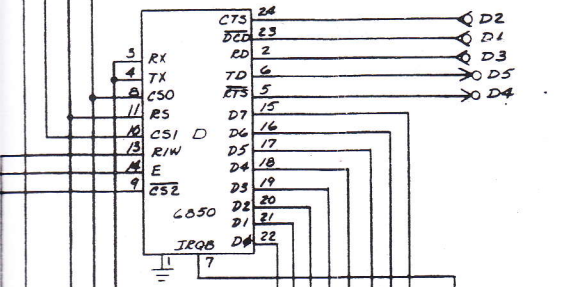 24
CTS
D2
23
DCD
D1
3
RX
2
RD
D3
4
TX
6
TD
D5
8
CS0
5
RTS
D4
11
RS
15
D7
10
CS1
D
16
D6
13
R/W
17
D5
14
E
18
D4
9
CS2
19
D3
6850
20
D2
21
D1
IRQB
22
D0
1
7